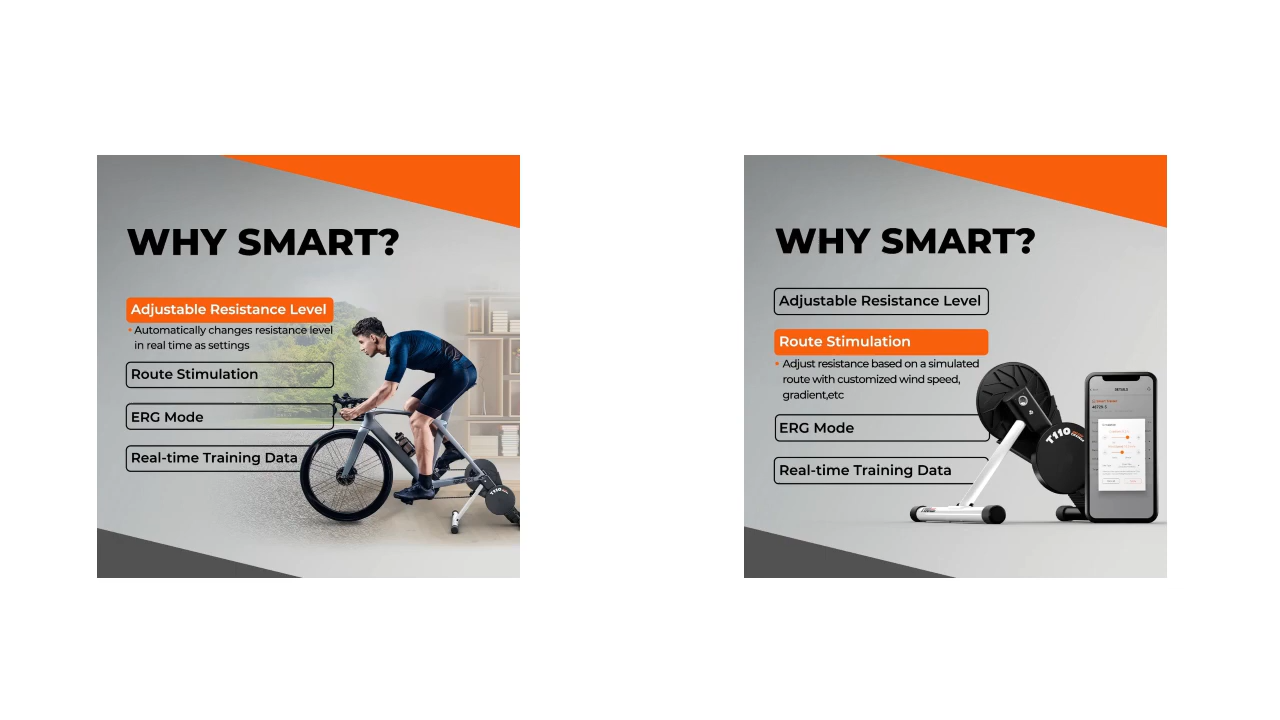 WHY SMART?
Adjustable Resistance Level
• Automatically changes resistance level
in real time as settings
Route Stimulation
ERG Mode
Real-time Training Data
T110
WHY SMART?
Adjustable Resistance Level
Route Stimulation
• Adjust resistance based on a simulated
route with customized wind speed,
gradient,etc
ERG Mode
Real-time Training Data
T110